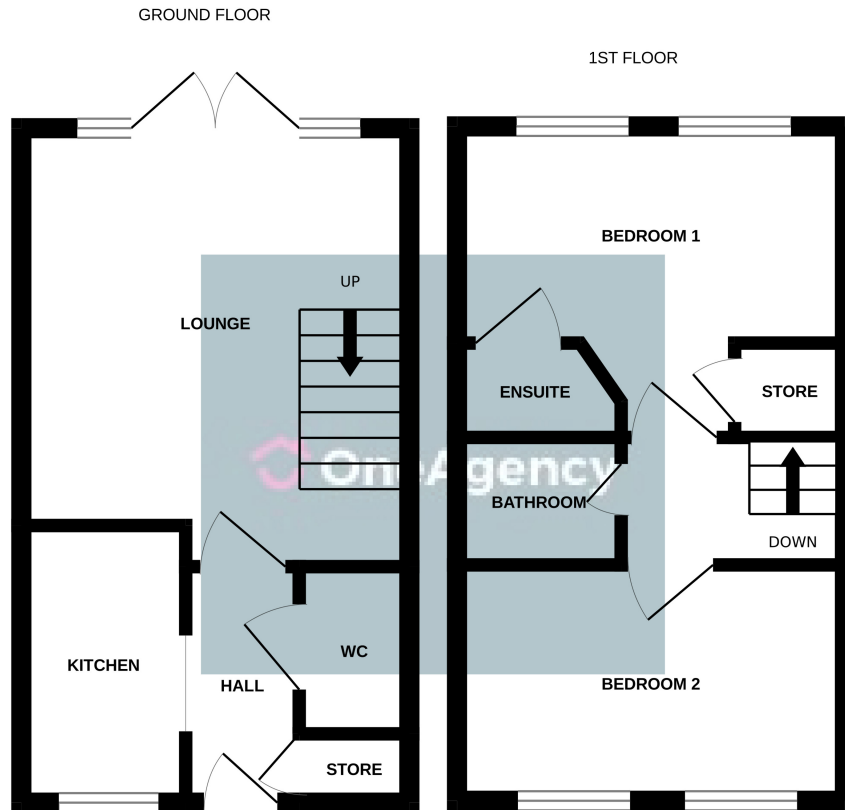 GROUND FLOOR
UP
LOUNGE
KITCHEN
HALL
WC
STORE
1ST FLOOR
BEDROOM 1
ENSUITE
STORE
BATHROOM
DOWN
BEDROOM 2
OneAgency